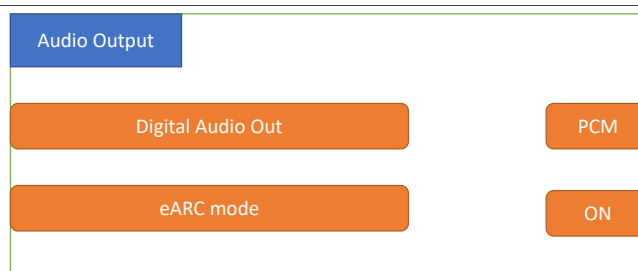 Audio Output
Digital Audio Out
PCM
eARC mode
ON